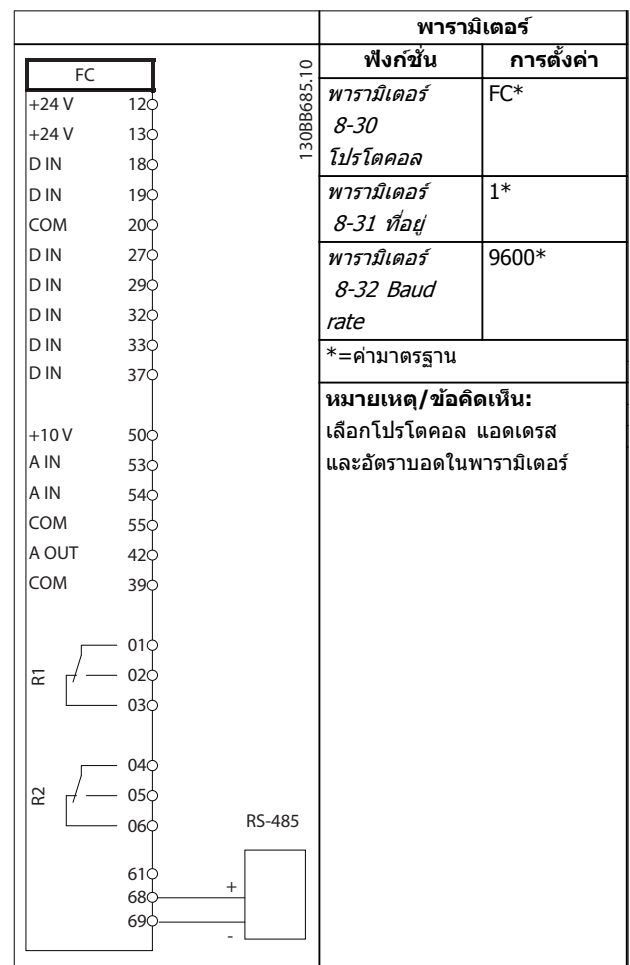 FC
130BB685.10
+24 V 12
+24 V 13
D IN 18
D IN 19
COM 20
D IN 27
D IN 29
D IN 32
D IN 33
D IN 37
+10 V 50
A IN 53
A IN 54
COM 55
A OUT 42
COM 39
R1
01
02
03
R2
04
05
06
RS-485
61
68 +
69 -
พารามิเตอร์
ฟังก์ชั่น การตั้งค่า
พารามิเตอร์ FC*
8-30
โปรโตคอล
พารามิเตอร์ 1*
8-31 ที่อยู่
พารามิเตอร์ 9600*
8-32 Baud
rate
*=ค่ามาตรฐาน
หมายเหตุ/ข้อคิดเห็น:
เลือกโปรโตคอล แอดเดรส
และอัตราบอดในพารามิเตอร์